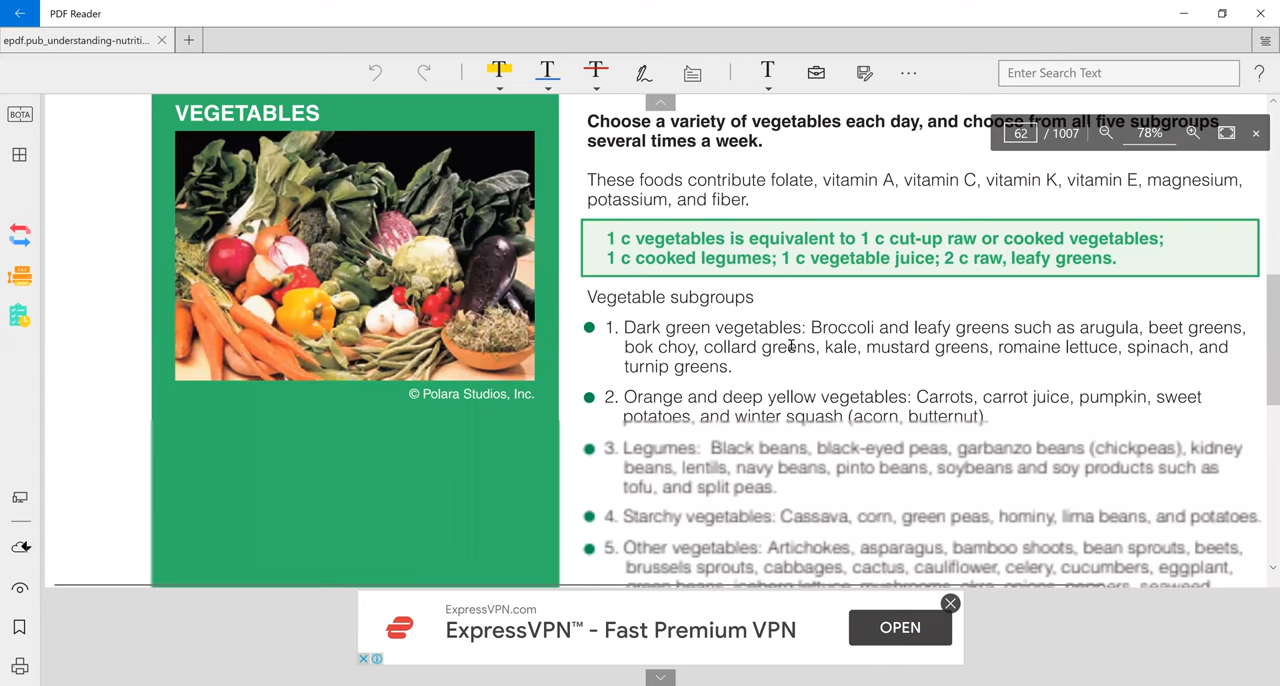 PDF Reader
epdf.pub_understanding-nutriti...
T T T T ...
Enter Search Text
?
BOTA
62 / 1007 78%
VEGETABLES
© Polara Studios, Inc.
Choose a variety of vegetables each day, and choose from all five subgroups
several times a week.
These foods contribute folate, vitamin A, vitamin C, vitamin K, vitamin E, magnesium,
potassium, and fiber.
1 c vegetables is equivalent to 1 c cut-up raw or cooked vegetables;
1 c cooked legumes; 1 c vegetable juice; 2 c raw, leafy greens.
Vegetable subgroups
1. Dark green vegetables: Broccoli and leafy greens such as arugula, beet greens,
bok choy, collard greens, kale, mustard greens, romaine lettuce, spinach, and
turnip greens.
2. Orange and deep yellow vegetables: Carrots, carrot juice, pumpkin, sweet
potatoes, and winter squash (acorn, butternut).
3. Legumes: Black beans, black-eyed peas, garbanzo beans (chickpeas), kidney
beans, lentils, navy beans, pinto beans, soybeans and soy products such as
tofu, and split peas.
4. Starchy vegetables: Cassava, corn, green peas, hominy, lima beans, and potatoes.
5. Other vegetables: Artichokes, asparagus, bamboo shoots, bean sprouts, beets,
brussels sprouts, cabbages, cactus, cauliflower, celery, cucumbers, eggplant,
green beans, iceberg lettuce, mushrooms, okra, onions, peppers, seaweed
ExpressVPN.com
ExpressVPN™ - Fast Premium VPN
OPEN